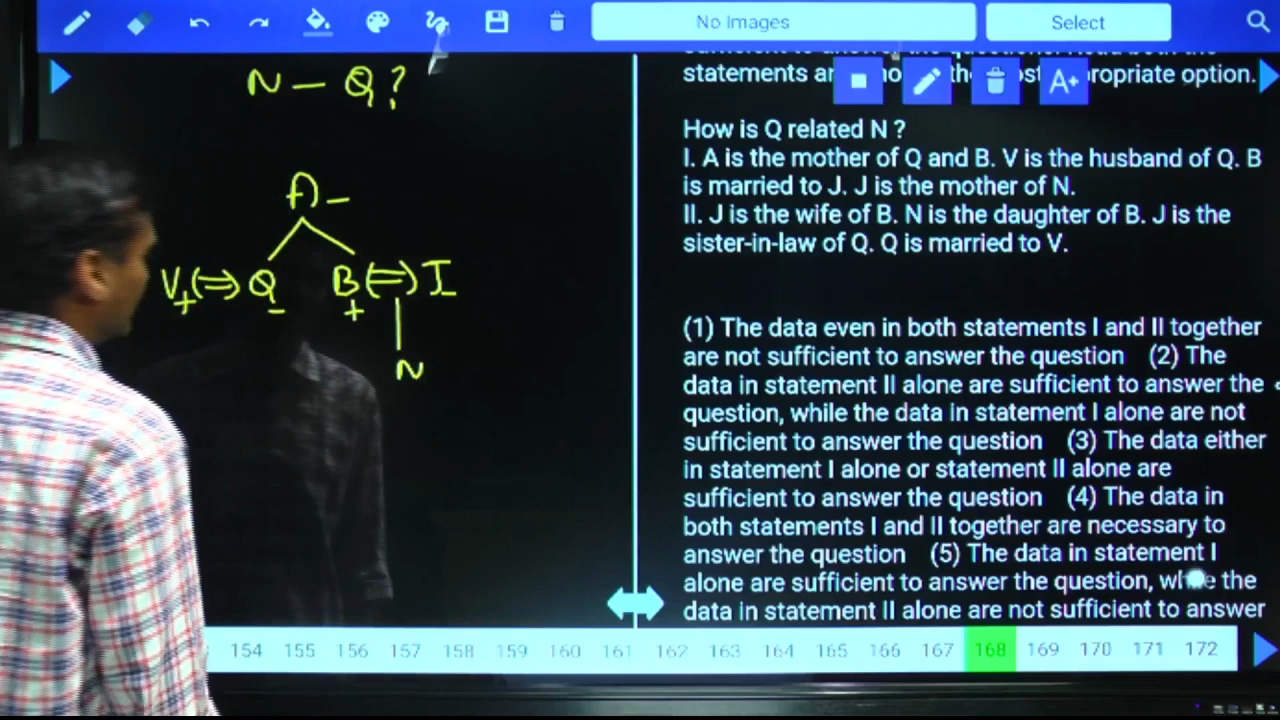 No Images
Select
N — Q?
A -
V+ ⇔ Q - B + ⇔ J
N
statements an
propriate option.
How is Q related N ?
I. A is the mother of Q and B. V is the husband of Q. B
is married to J. J is the mother of N.
II. J is the wife of B. N is the daughter of B. J is the
sister-in-law of Q. Q is married to V.
(1) The data even in both statements I and II together
are not sufficient to answer the question (2) The
data in statement II alone are sufficient to answer the
question, while the data in statement I alone are not
sufficient to answer the question (3) The data either
in statement I alone or statement II alone are
sufficient to answer the question (4) The data in
both statements I and II together are necessary to
answer the question (5) The data in statement I
alone are sufficient to answer the question, while the
data in statement II alone are not sufficient to answer
A+
154 155 156 157 158 159 160 161 162 163 164 165 166 167 168 169 170 171 172